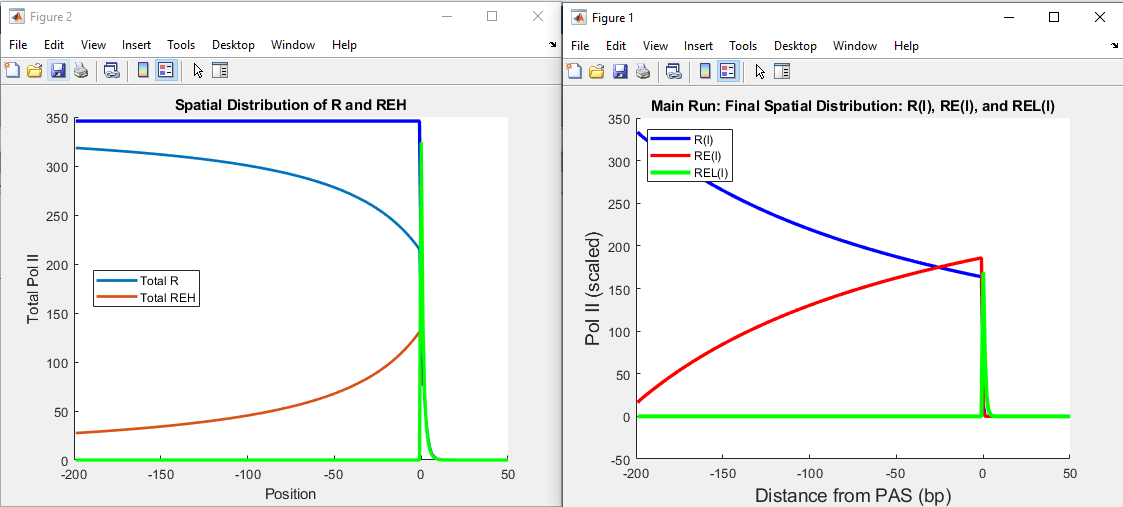 Figure 2
File Edit View Insert Tools Desktop Window Help
Spatial Distribution of R and REH
350
300
250
200
150
100
50
0
Total Pol II
Total R
Total REH
-200 -150 -100 -50 0 50
Position
Figure 1
File Edit View Insert Tools Desktop Window Help
Main Run: Final Spatial Distribution: R(l), RE(l), and REL(l)
350
300
250
200
150
100
50
0
-50
Pol II (scaled)
R(l)
RE(l)
REL(l)
-200 -150 -100 -50 0 50
Distance from PAS (bp)